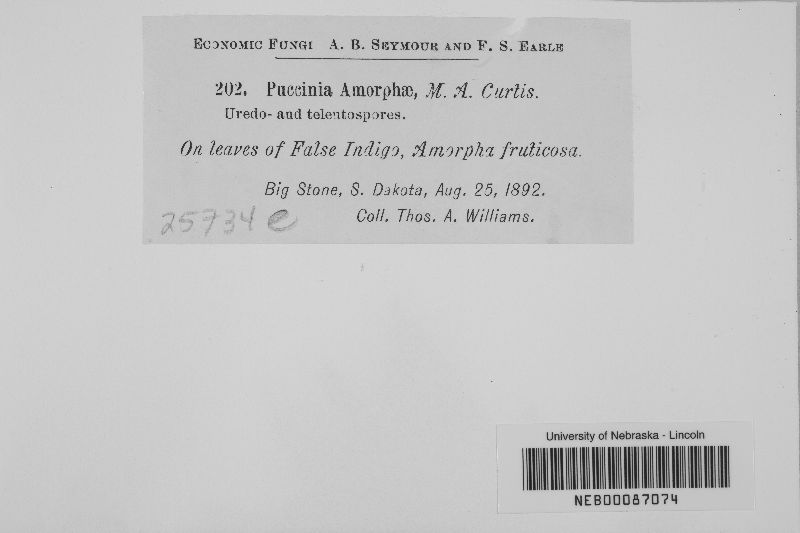 Economic Fungi A. B. Seymour and F. S. Earle
202. Puccinia Amorphæ, M. A. Curtis.
Uredo- and teleutospores.
On leaves of False Indigo, Amorpha fruticosa.
Big Stone, S. Dakota, Aug. 25, 1892.
Coll. Thos. A. Williams.
25734 e
University of Nebraska - Lincoln
NEB00087074